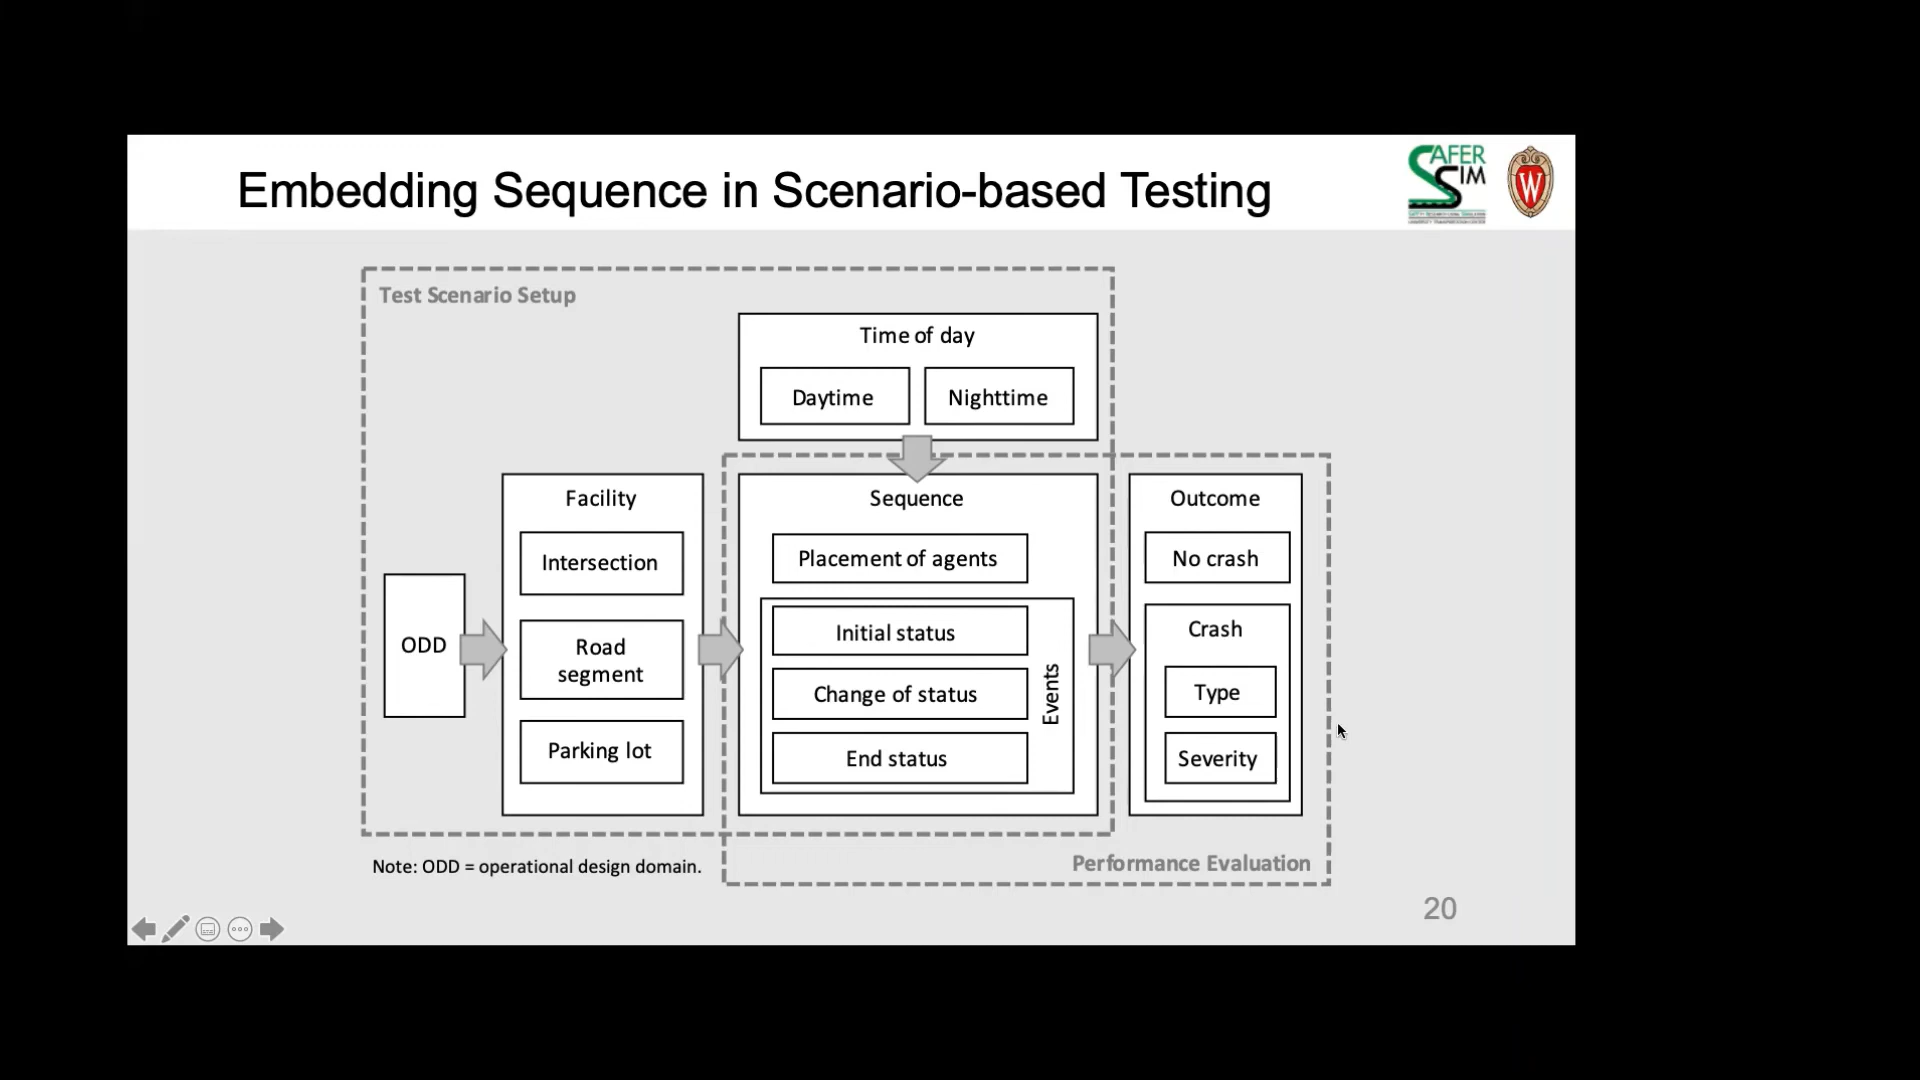 Embedding Sequence in Scenario-based Testing
AFER
SIM
W
Test Scenario Setup
Time of day
Daytime
Nighttime
Facility
Intersection
Road
segment
Parking lot
ODD
Sequence
Placement of agents
Initial status
Change of status
End status
Events
Outcome
No crash
Crash
Type
Severity
Performance Evaluation
Note: ODD = operational design domain.
20